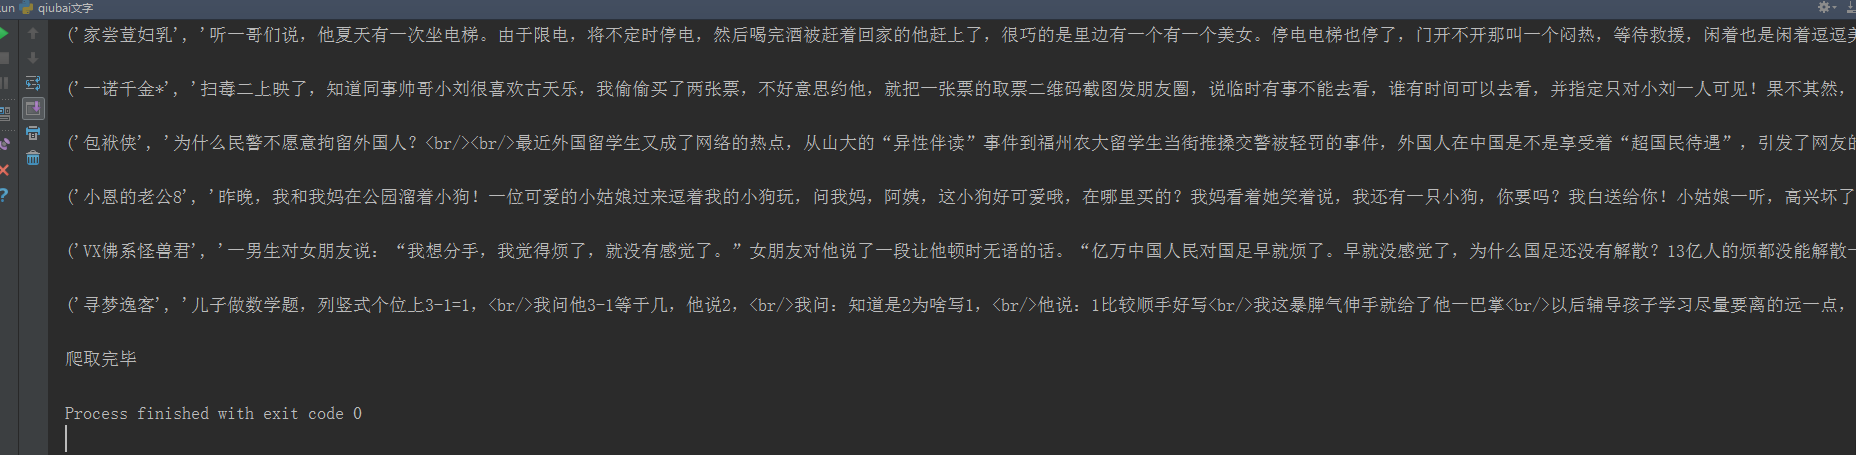 un qiubai文字
('家尝荳妇乳', '听一哥们说，他夏天有一次坐电梯。由于限电，将不定时停电，然后喝完酒被赶着回家的他赶上了，很巧的是里边有一个有一个美女。停电电梯也停了，门开不开那叫一个闷热，等待救援，闲着也是闲着逗逗美
('一诺千金*', '扫毒二上映了，知道同事帅哥小刘很喜欢古天乐，我偷偷买了两张票，不好意思约他，就把一张票的取票二维码截图发朋友圈，说临时有事不能去看，谁有时间可以去看，并指定只对小刘一人可见！果不其然，
('包袱侠', '为什么民警不愿意拘留外国人？<br/><br/>最近外国留学生又成了网络的热点，从山大的“异性伴读”事件到福州农大留学生当街推搡交警被轻罚的事件，外国人在中国是不是享受着“超国民待遇”，引发了网友的
('小恩的老公8', '昨晚，我和我妈在公园溜着小狗！一位可爱的小姑娘过来逗着我的小狗玩，问我妈，阿姨，这小狗好可爱哦，在哪里买的？我妈看着她笑着说，我还有一只小狗，你要吗？我白送给你！小姑娘一听，高兴坏了
('VX佛系怪兽君', '一男生对女朋友说：“我想分手，我觉得烦了，就没有感觉了。”女朋友对他说了一段让他顿时无语的话。“亿万中国人民对国足早就烦了。早就没感觉了，为什么国足还没有解散？13亿人的烦都没能解散一
('寻梦逸客', '儿子做数学题，列竖式个位上3-1=1，<br/>我问他3-1等于几，他说2，<br/>我问：知道是2为啥写1，<br/>他说：1比较顺手好写<br/>我这暴脾气伸手就给了他一巴掌<br/>以后辅导孩子学习尽量要离的远一点，
爬取完毕
Process finished with exit code 0